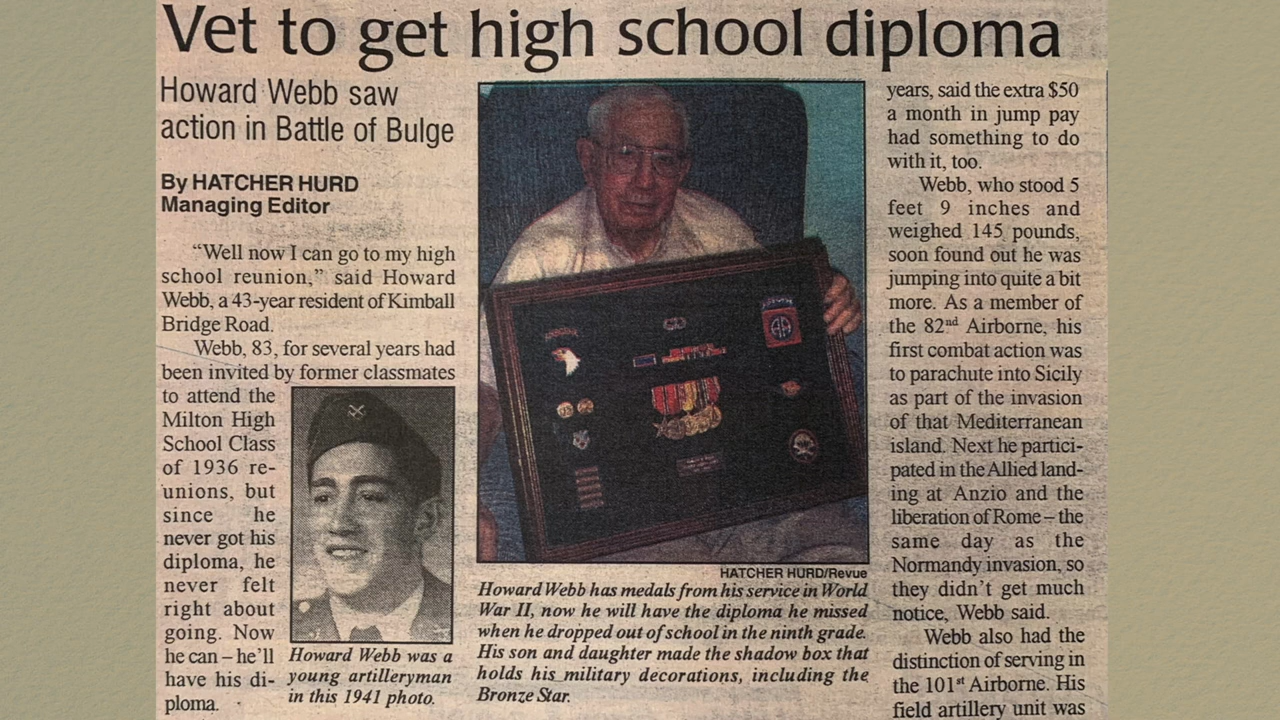 Vet to get high school diploma
Howard Webb saw
action in Battle of Bulge
By HATCHER HURD
Managing Editor
“Well now I can go to my high
school reunion,” said Howard
Webb, a 43-year resident of Kimball
Bridge Road.
Webb, 83, for several years had
been invited by former classmates
to attend the
Milton High
School Class
of 1936 re-
unions, but
since he
never got his
diploma, he
never felt
right about
going. Now
he can – he’ll
have his di-
ploma.
Howard Webb was a
young artilleryman
in this 1941 photo.
HATCHER HURD/Revue
Howard Webb has medals from his service in World
War II, now he will have the diploma he missed
when he dropped out of school in the ninth grade.
His son and daughter made the shadow box that
holds his military decorations, including the
Bronze Star.
years, said the extra $50
a month in jump pay
had something to do
with it, too.
Webb, who stood 5
feet 9 inches and
weighed 145 pounds,
soon found out he was
jumping into quite a bit
more. As a member of
the 82nd Airborne, his
first combat action was
to parachute into Sicily
as part of the invasion
of that Mediterranean
island. Next he partici-
pated in the Allied land-
ing at Anzio and the
liberation of Rome – the
same day as the
Normandy invasion, so
they didn’t get much
notice, Webb said.
Webb also had the
distinction of serving in
the 101st Airborne. His
field artillery unit was